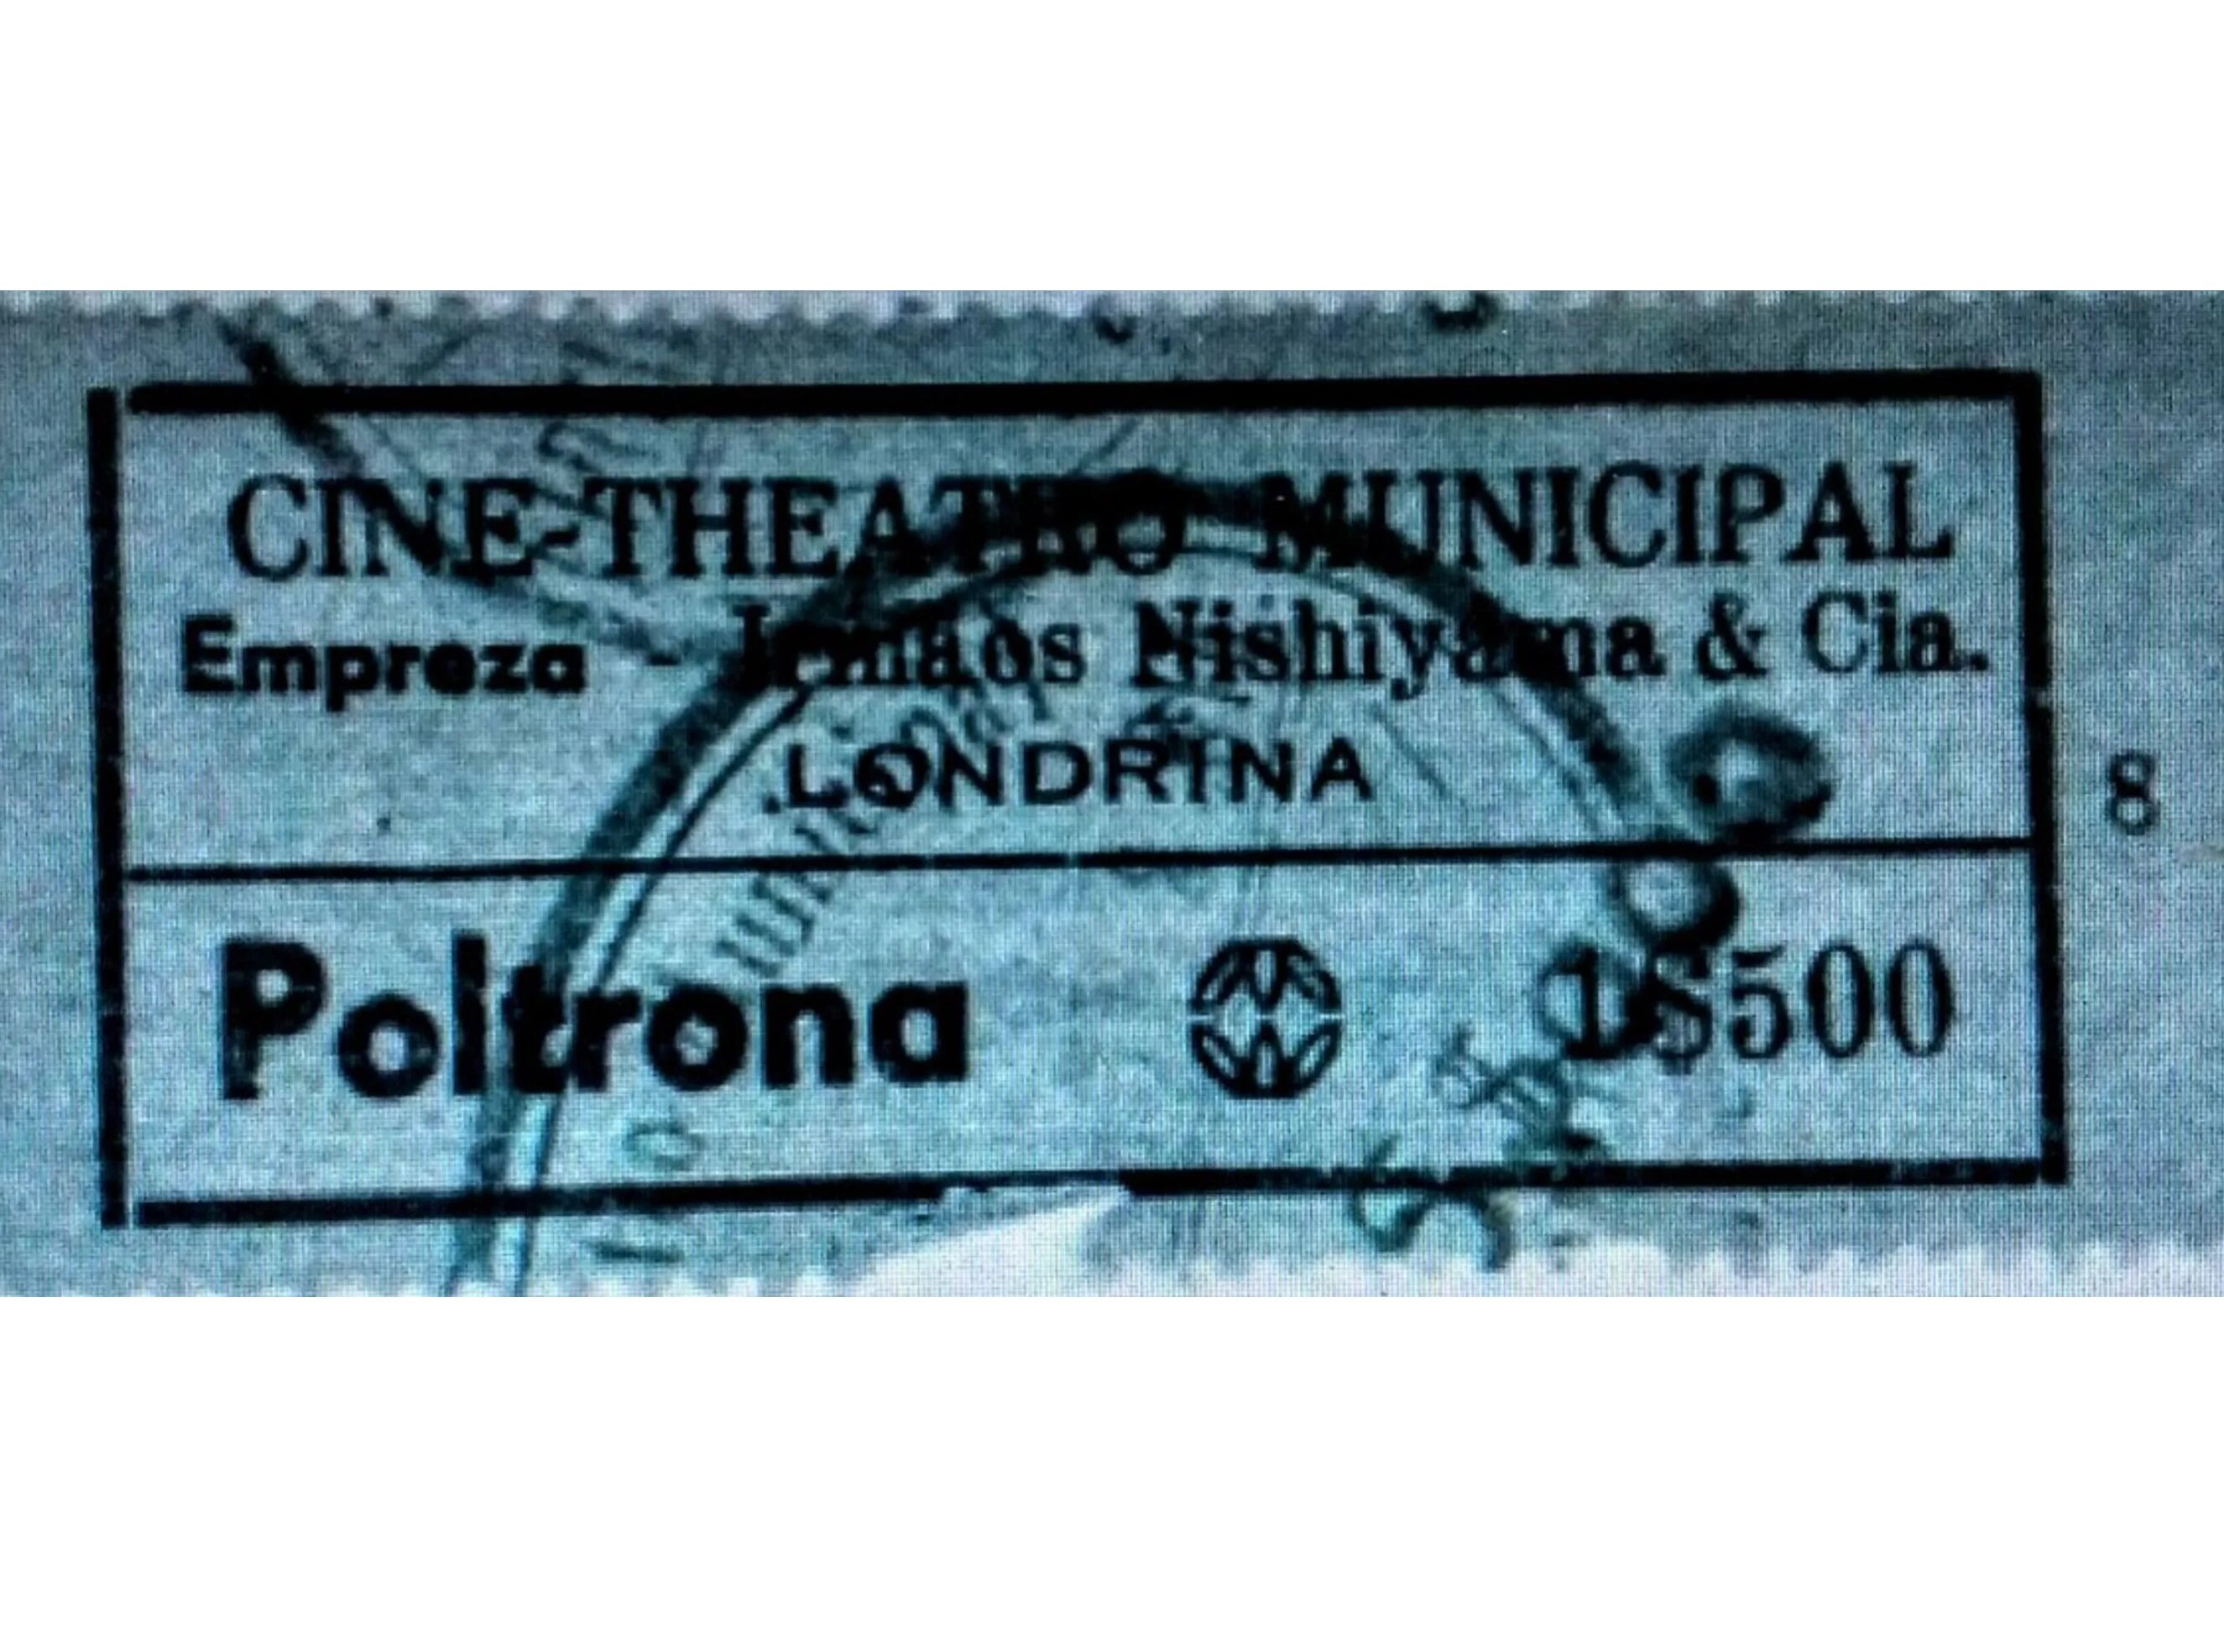 CINE-THEATRO MUNICIPAL
Empreza - Irmãos Nishiyama & Cia.
LONDRINA
8
Poltrona 1$500